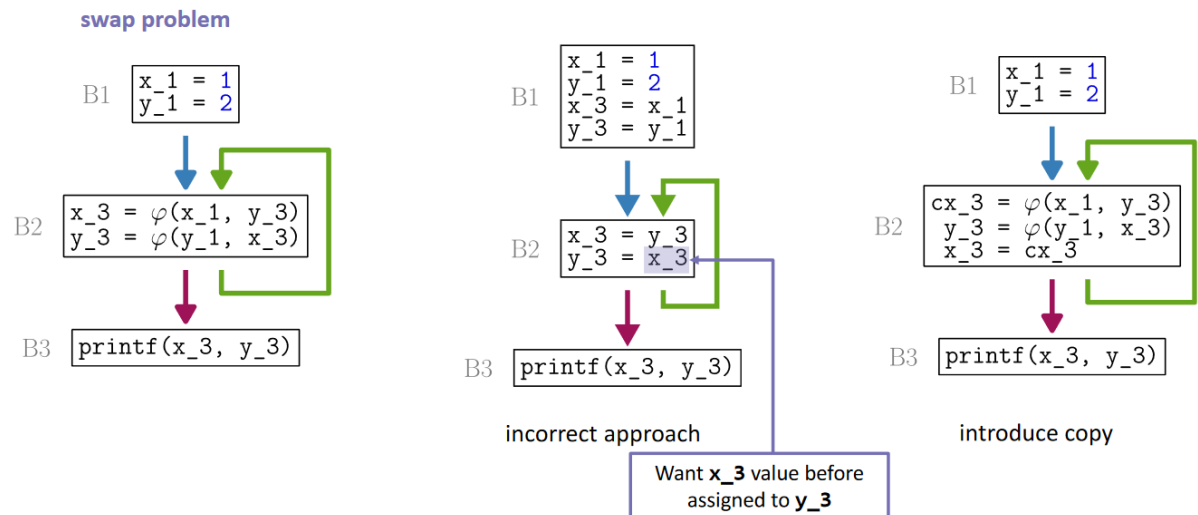 swap problem
B1
x_1 = 1
y_1 = 2
B2
x_3 = φ(x_1, y_3)
y_3 = φ(y_1, x_3)
B3
printf(x_3, y_3)
B1
x_1 = 1
y_1 = 2
x_3 = x_1
y_3 = y_1
B2
x_3 = y_3
y_3 = x_3
B3
printf(x_3, y_3)
incorrect approach
Want x_3 value before
assigned to y_3
B1
x_1 = 1
y_1 = 2
B2
cx_3 = φ(x_1, y_3)
y_3 = φ(y_1, x_3)
x_3 = cx_3
B3
printf(x_3, y_3)
introduce copy